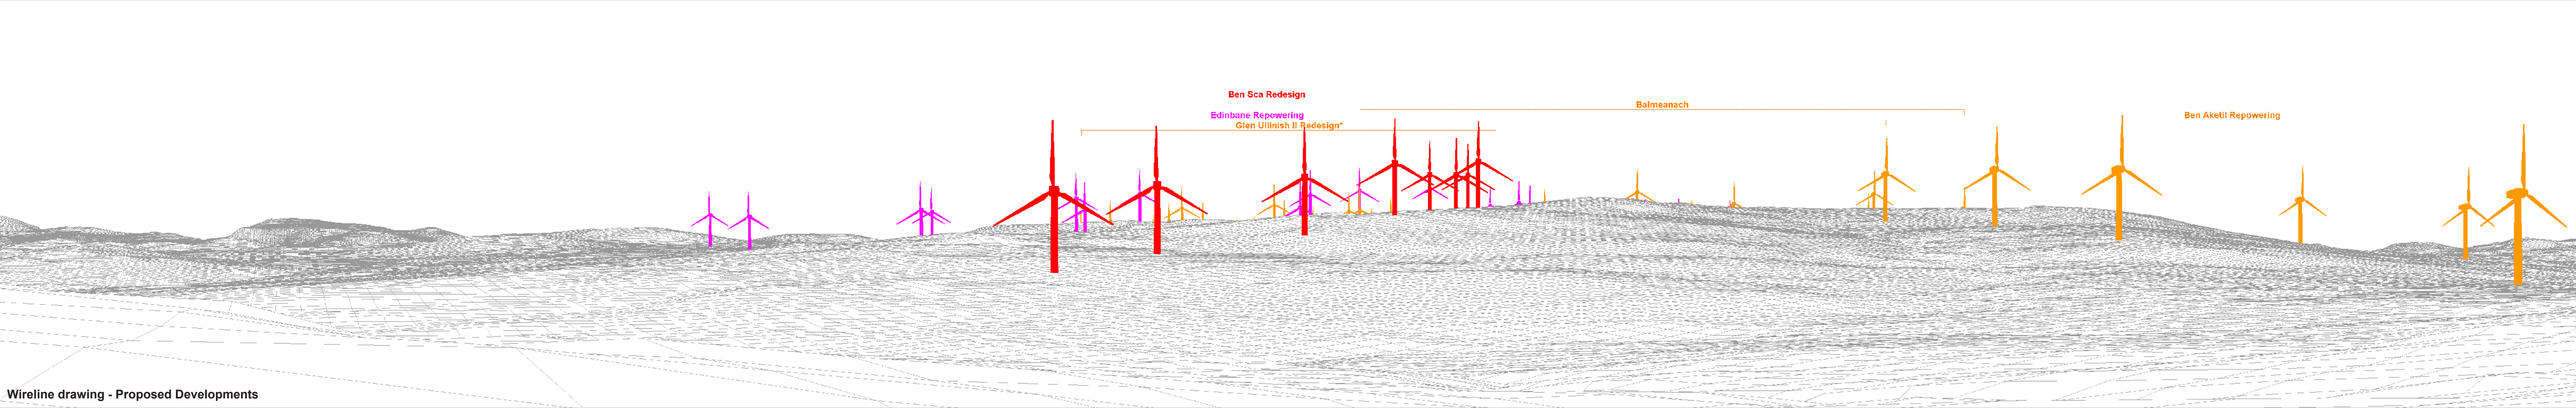 Ben Sca Redesign
Balmeanach
Edinbane Repowering
Ben Aketil Repowering
Glen Ullinish II Redesign*
Wireline drawing - Proposed Developments